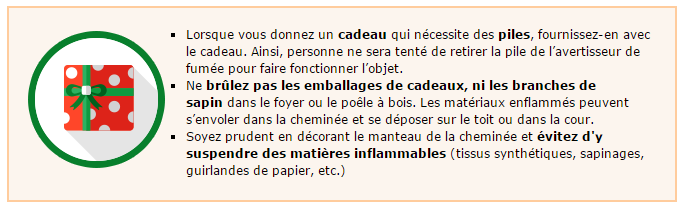 ▪ Lorsque vous donnez un cadeau qui nécessite des piles, fournissez-en avec
le cadeau. Ainsi, personne ne sera tenté de retirer la pile de l'avertisseur de
fumée pour faire fonctionner l'objet.
▪ Ne brûlez pas les emballages de cadeaux, ni les branches de
sapin dans le foyer ou le poêle à bois. Les matériaux enflammés peuvent
s'envoler dans la cheminée et se déposer sur le toit ou dans la cour.
▪ Soyez prudent en décorant le manteau de la cheminée et évitez d'y
suspendre des matières inflammables (tissus synthétiques, sapinages,
guirlandes de papier, etc.)